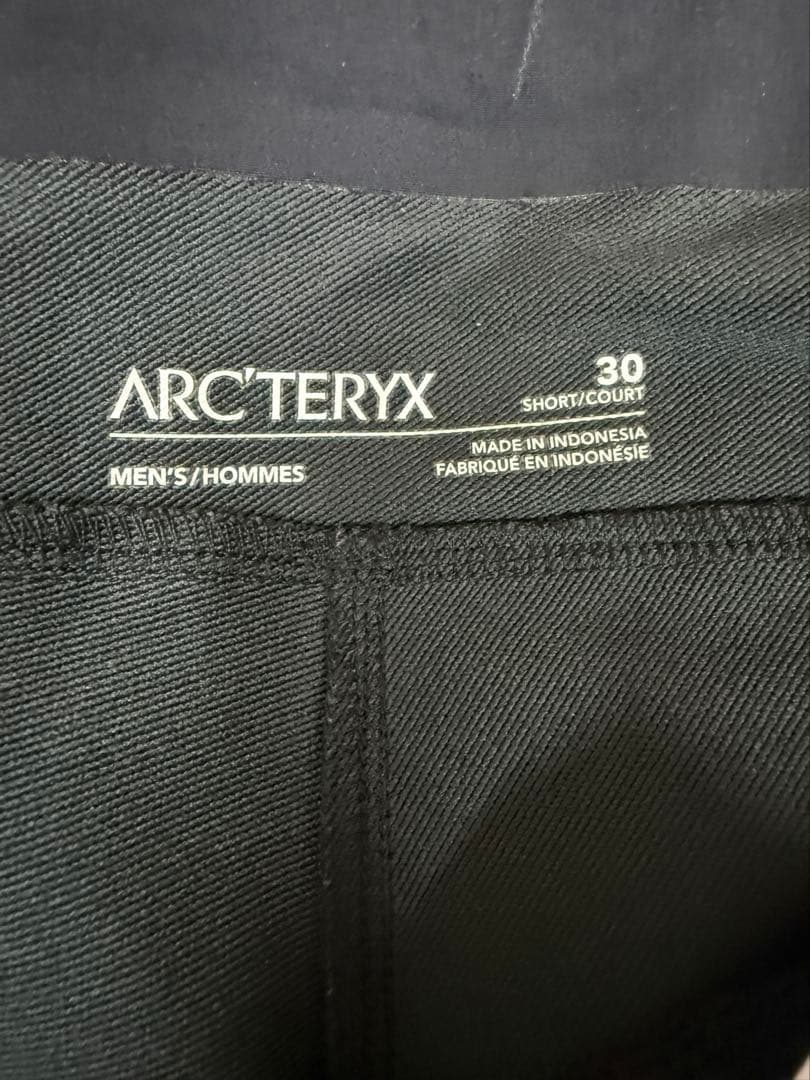 ARC'TERYX
MEN'S/HOMMES
30
SHORT/COURT
MADE IN INDONESIA
FABRIQUÉ EN INDONÉSIE